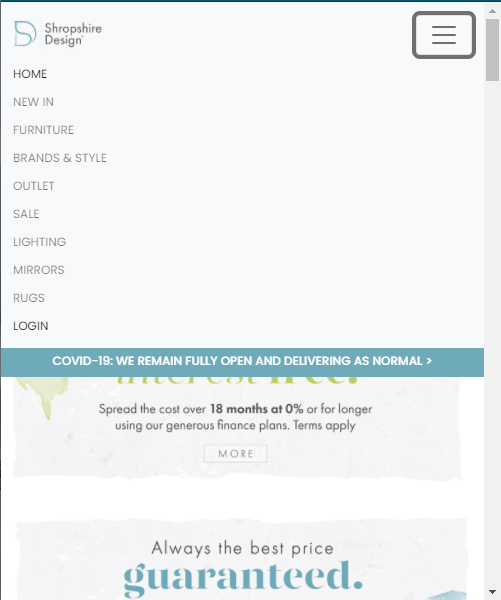 Shropshire
Design
HOME
NEW IN
FURNITURE
BRANDS & STYLE
OUTLET
SALE
LIGHTING
MIRRORS
RUGS
LOGIN
COVID-19: WE REMAIN FULLY OPEN AND DELIVERING AS NORMAL >
interest free.
Spread the cost over 18 months at 0% or for longer
using our generous finance plans. Terms apply
MORE
Always the best price
guaranteed.